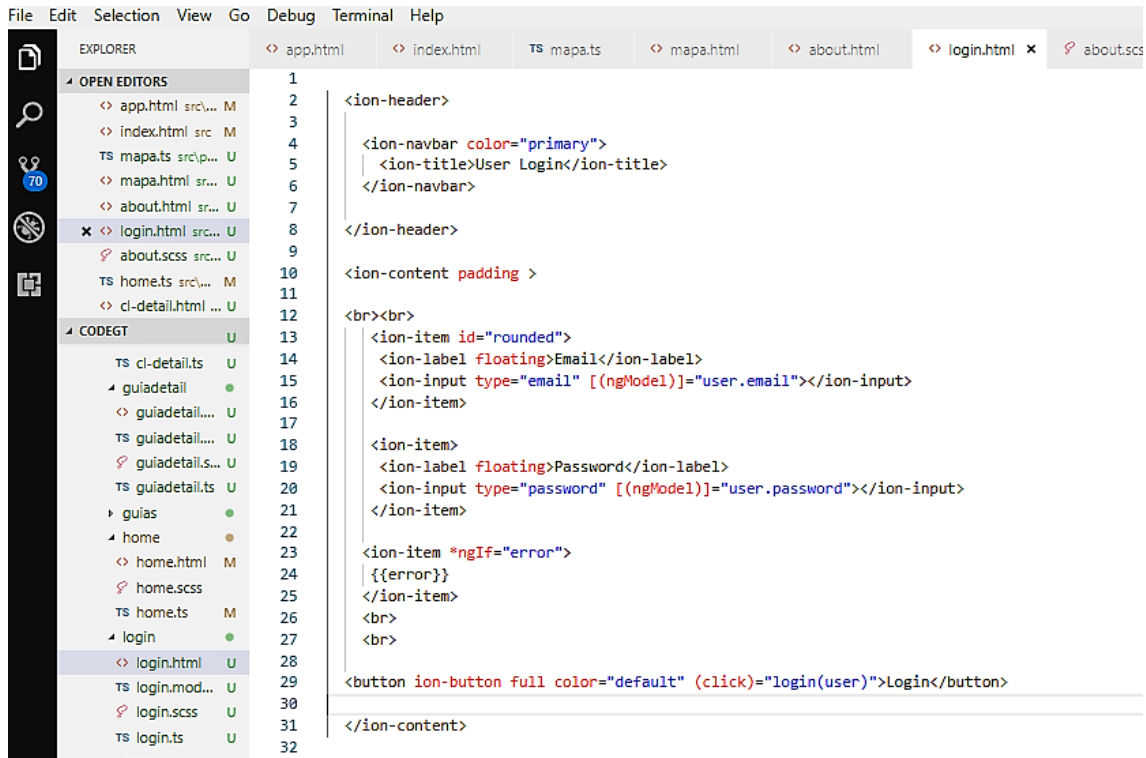 File Edit Selection View Go Debug Terminal Help
EXPLORER
OPEN EDITORS
app.html src\... M
index.html src M
TS mapa.ts src\p... U
mapa.html sr... U
about.html sr... U
login.html src... U
about.scss src... U
TS home.ts src\... M
cl-detail.html ... U
70
CODEGT U
TS cl-detail.ts U
guiadetail
guiadetail.... U
TS guiadetail.... U
guiadetail.s... U
TS guiadetail.ts U
guias
home
home.html M
home.scss
TS home.ts M
login
login.html U
TS login.mod... U
login.scss U
TS login.ts U
app.html index.html TS mapa.ts mapa.html about.html login.html about.scs
1
2 <ion-header>
3
4 <ion-navbar color="primary">
5 <ion-title>User Login</ion-title>
6 </ion-navbar>
7
8 </ion-header>
9
10 <ion-content padding >
11
12 <br><br>
13 <ion-item id="rounded">
14 <ion-label floating>Email</ion-label>
15 <ion-input type="email" [(ngModel)]="user.email"></ion-input>
16 </ion-item>
17
18 <ion-item>
19 <ion-label floating>Password</ion-label>
20 <ion-input type="password" [(ngModel)]="user.password"></ion-input>
21 </ion-item>
22
23 <ion-item *ngIf="error">
24 {{error}}
25 </ion-item>
26 <br>
27 <br>
28
29 <button ion-button full color="default" (click)="login(user)">Login</button>
30
31 </ion-content>
32